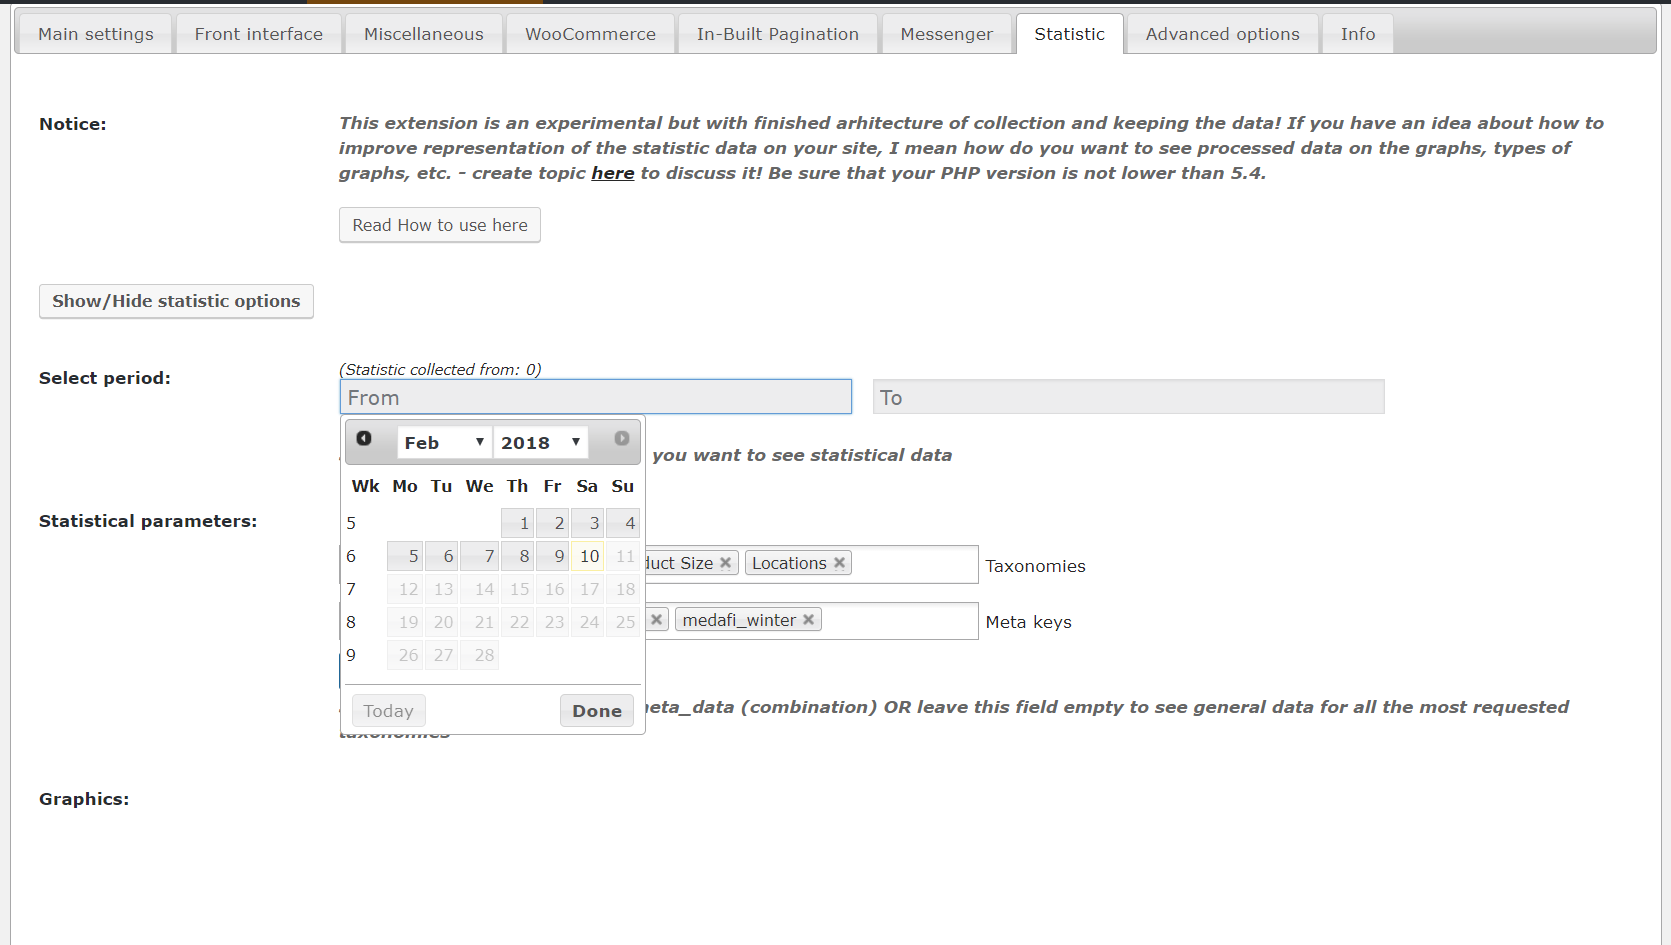 Main settings Front interface Miscellaneous WooCommerce In-Built Pagination Messenger Statistic Advanced options Info
Notice:
This extension is an experimental but with finished arhitecture of collection and keeping the data! If you have an idea about how to
improve representation of the statistic data on your site, I mean how do you want to see processed data on the graphs, types of
graphs, etc. - create topic here to discuss it! Be sure that your PHP version is not lower than 5.4.
Read How to use here
Show/Hide statistic options
Select period:
(Statistic collected from: 0)
From To
Feb 2018
you want to see statistical data
Wk Mo Tu We Th Fr Sa Su
5 1 2 3 4
6 5 6 7 8 9 10 11
7 12 13 14 15 16 17 18
8 19 20 21 22 23 24 25
9 26 27 28
Today Done
Statistical parameters:
duct Size Locations Taxonomies
medafi_winter Meta keys
eta_data (combination) OR leave this field empty to see general data for all the most requested
taxonomies
Graphics: